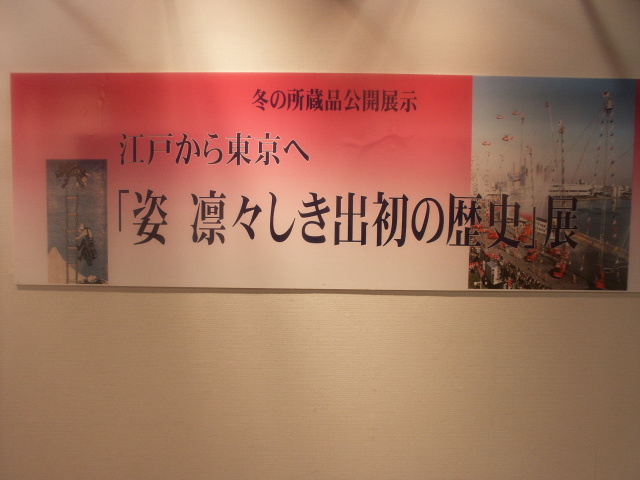 冬の所蔵品公開展示
江戸から東京へ
「姿 凛々しき出初の歴史」展